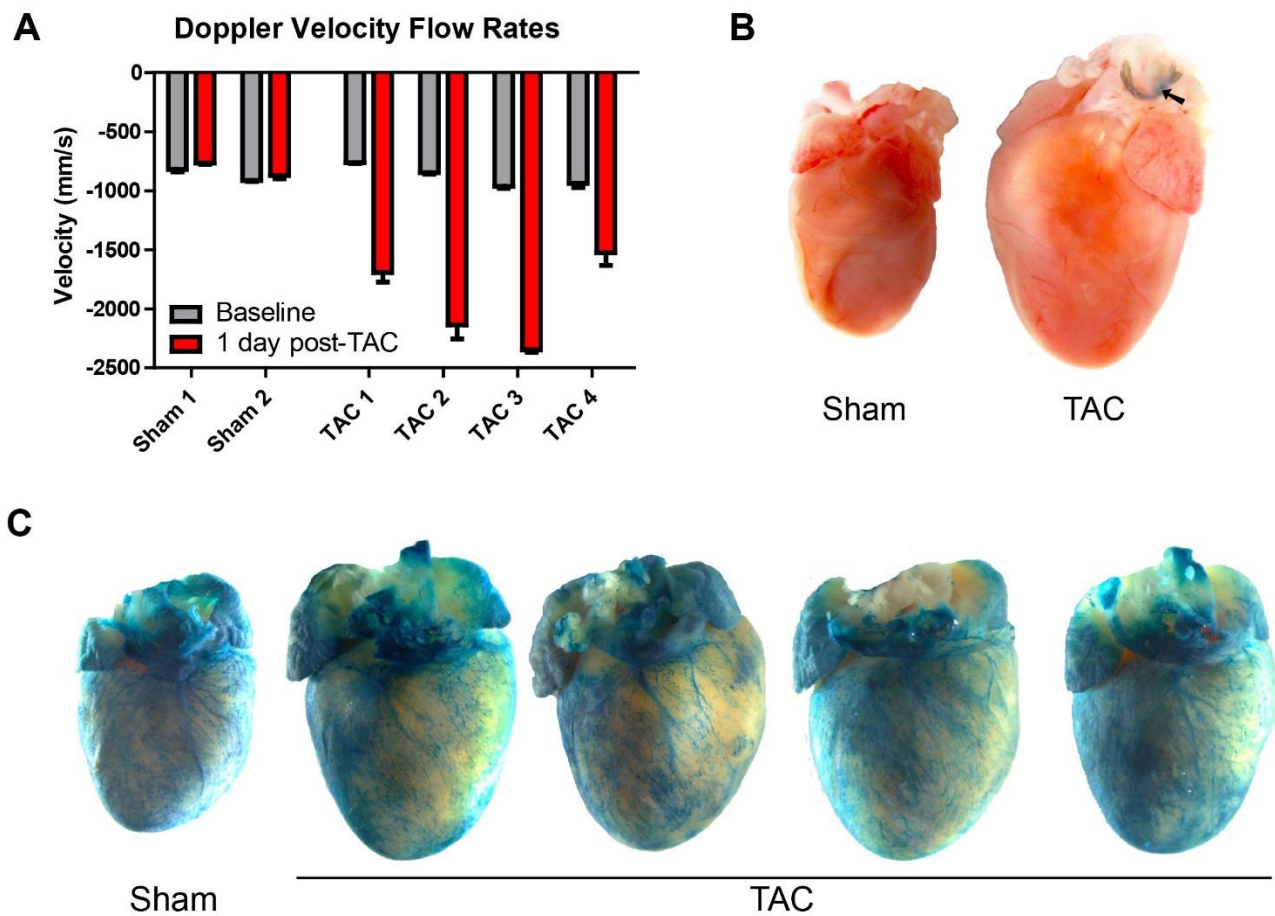 A
Doppler Velocity Flow Rates
Velocity (mm/s)
0
-500
-1000
-1500
-2000
-2500
Baseline
1 day post-TAC
Sham 1
Sham 2
TAC 1
TAC 2
TAC 3
TAC 4
B
Sham
TAC
C
Sham
TAC